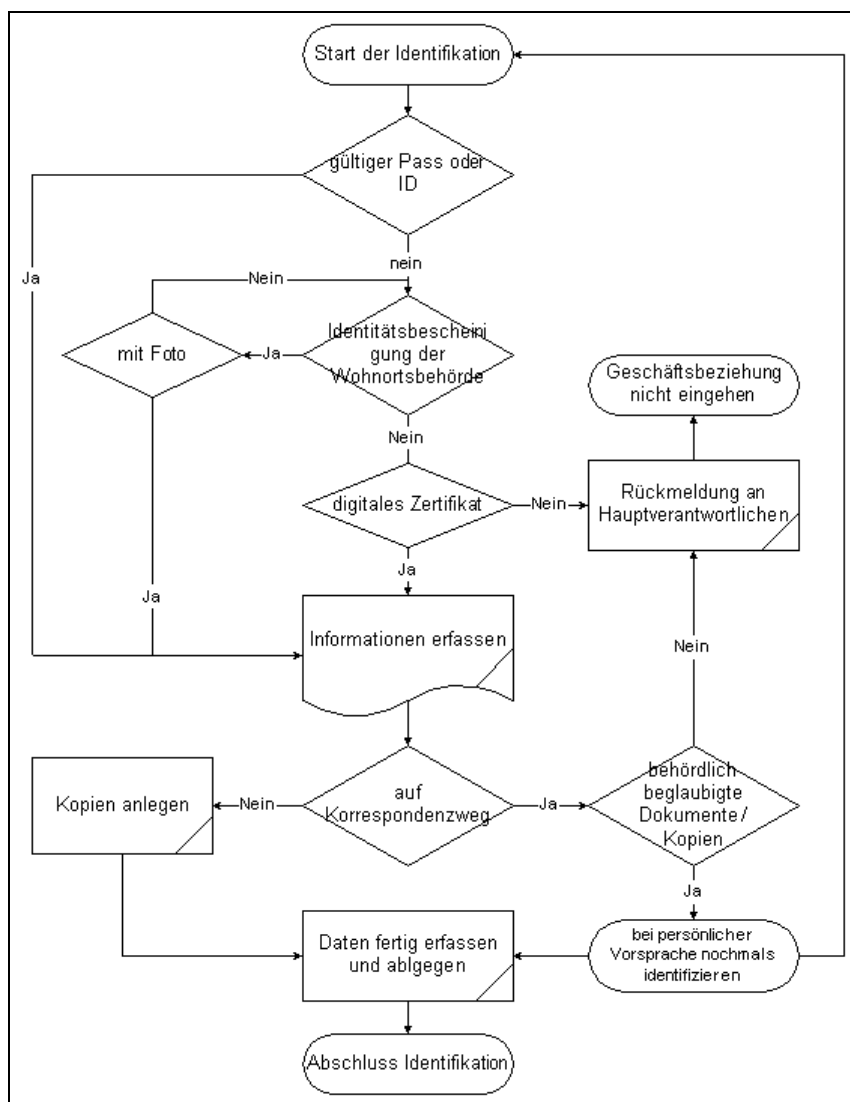 Start der Identifikation
gültiger Pass oder
ID
Ja
nein
Nein
mit Foto
Ja
Identitätsbescheini
igung der
Wohnortsbehörde
Geschäftsbeziehung
nicht eingehen
Nein
digitales Zertifikat
Nein
Rückmeldung an
Hauptverantwortlichen
Ja
Ja
Informationen erfassen
Nein
Kopien anlegen
Nein
auf
Korrespondenzweg
Ja
behördlich
beglaubigte
Dokumente/
Kopien
Ja
Daten fertig erfassen
und ablgegen
bei persönlicher
Vorsprache nochmals
identifizieren
Abschluss Identifikation